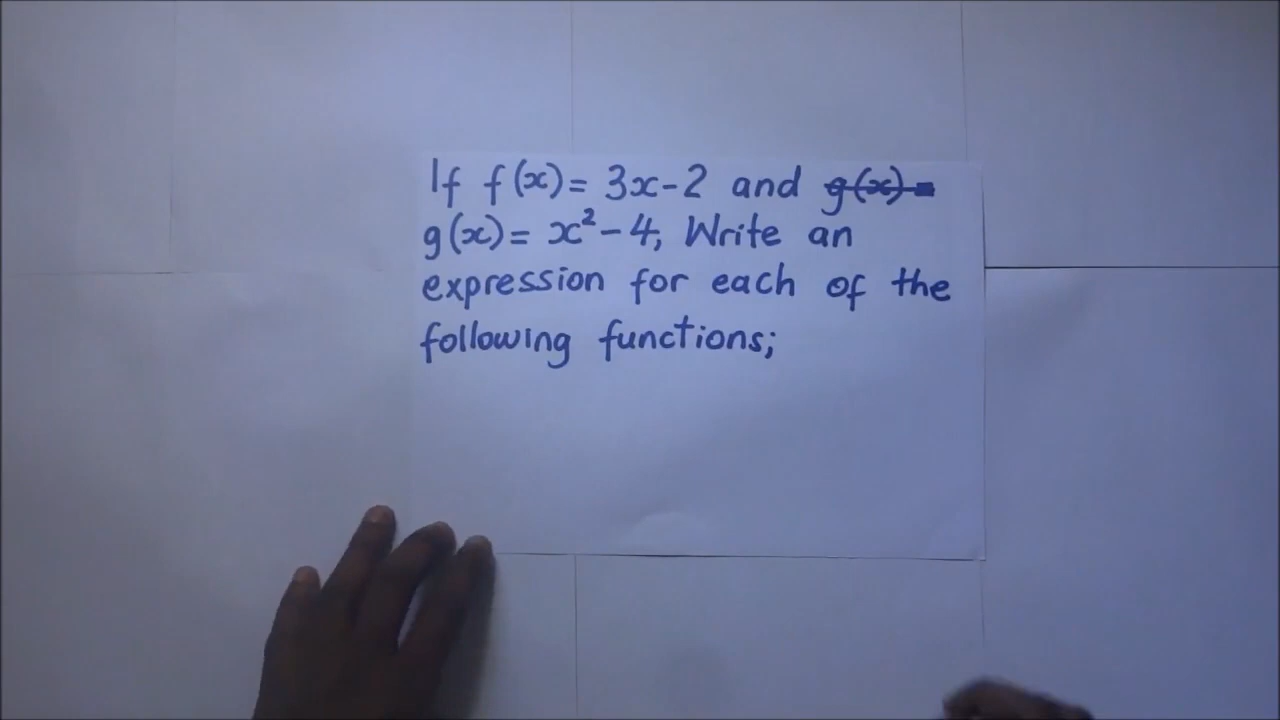 If f(x) = 3x - 2 and g(x) =
g(x) = x² - 4, Write an
expression for each of the
following functions;